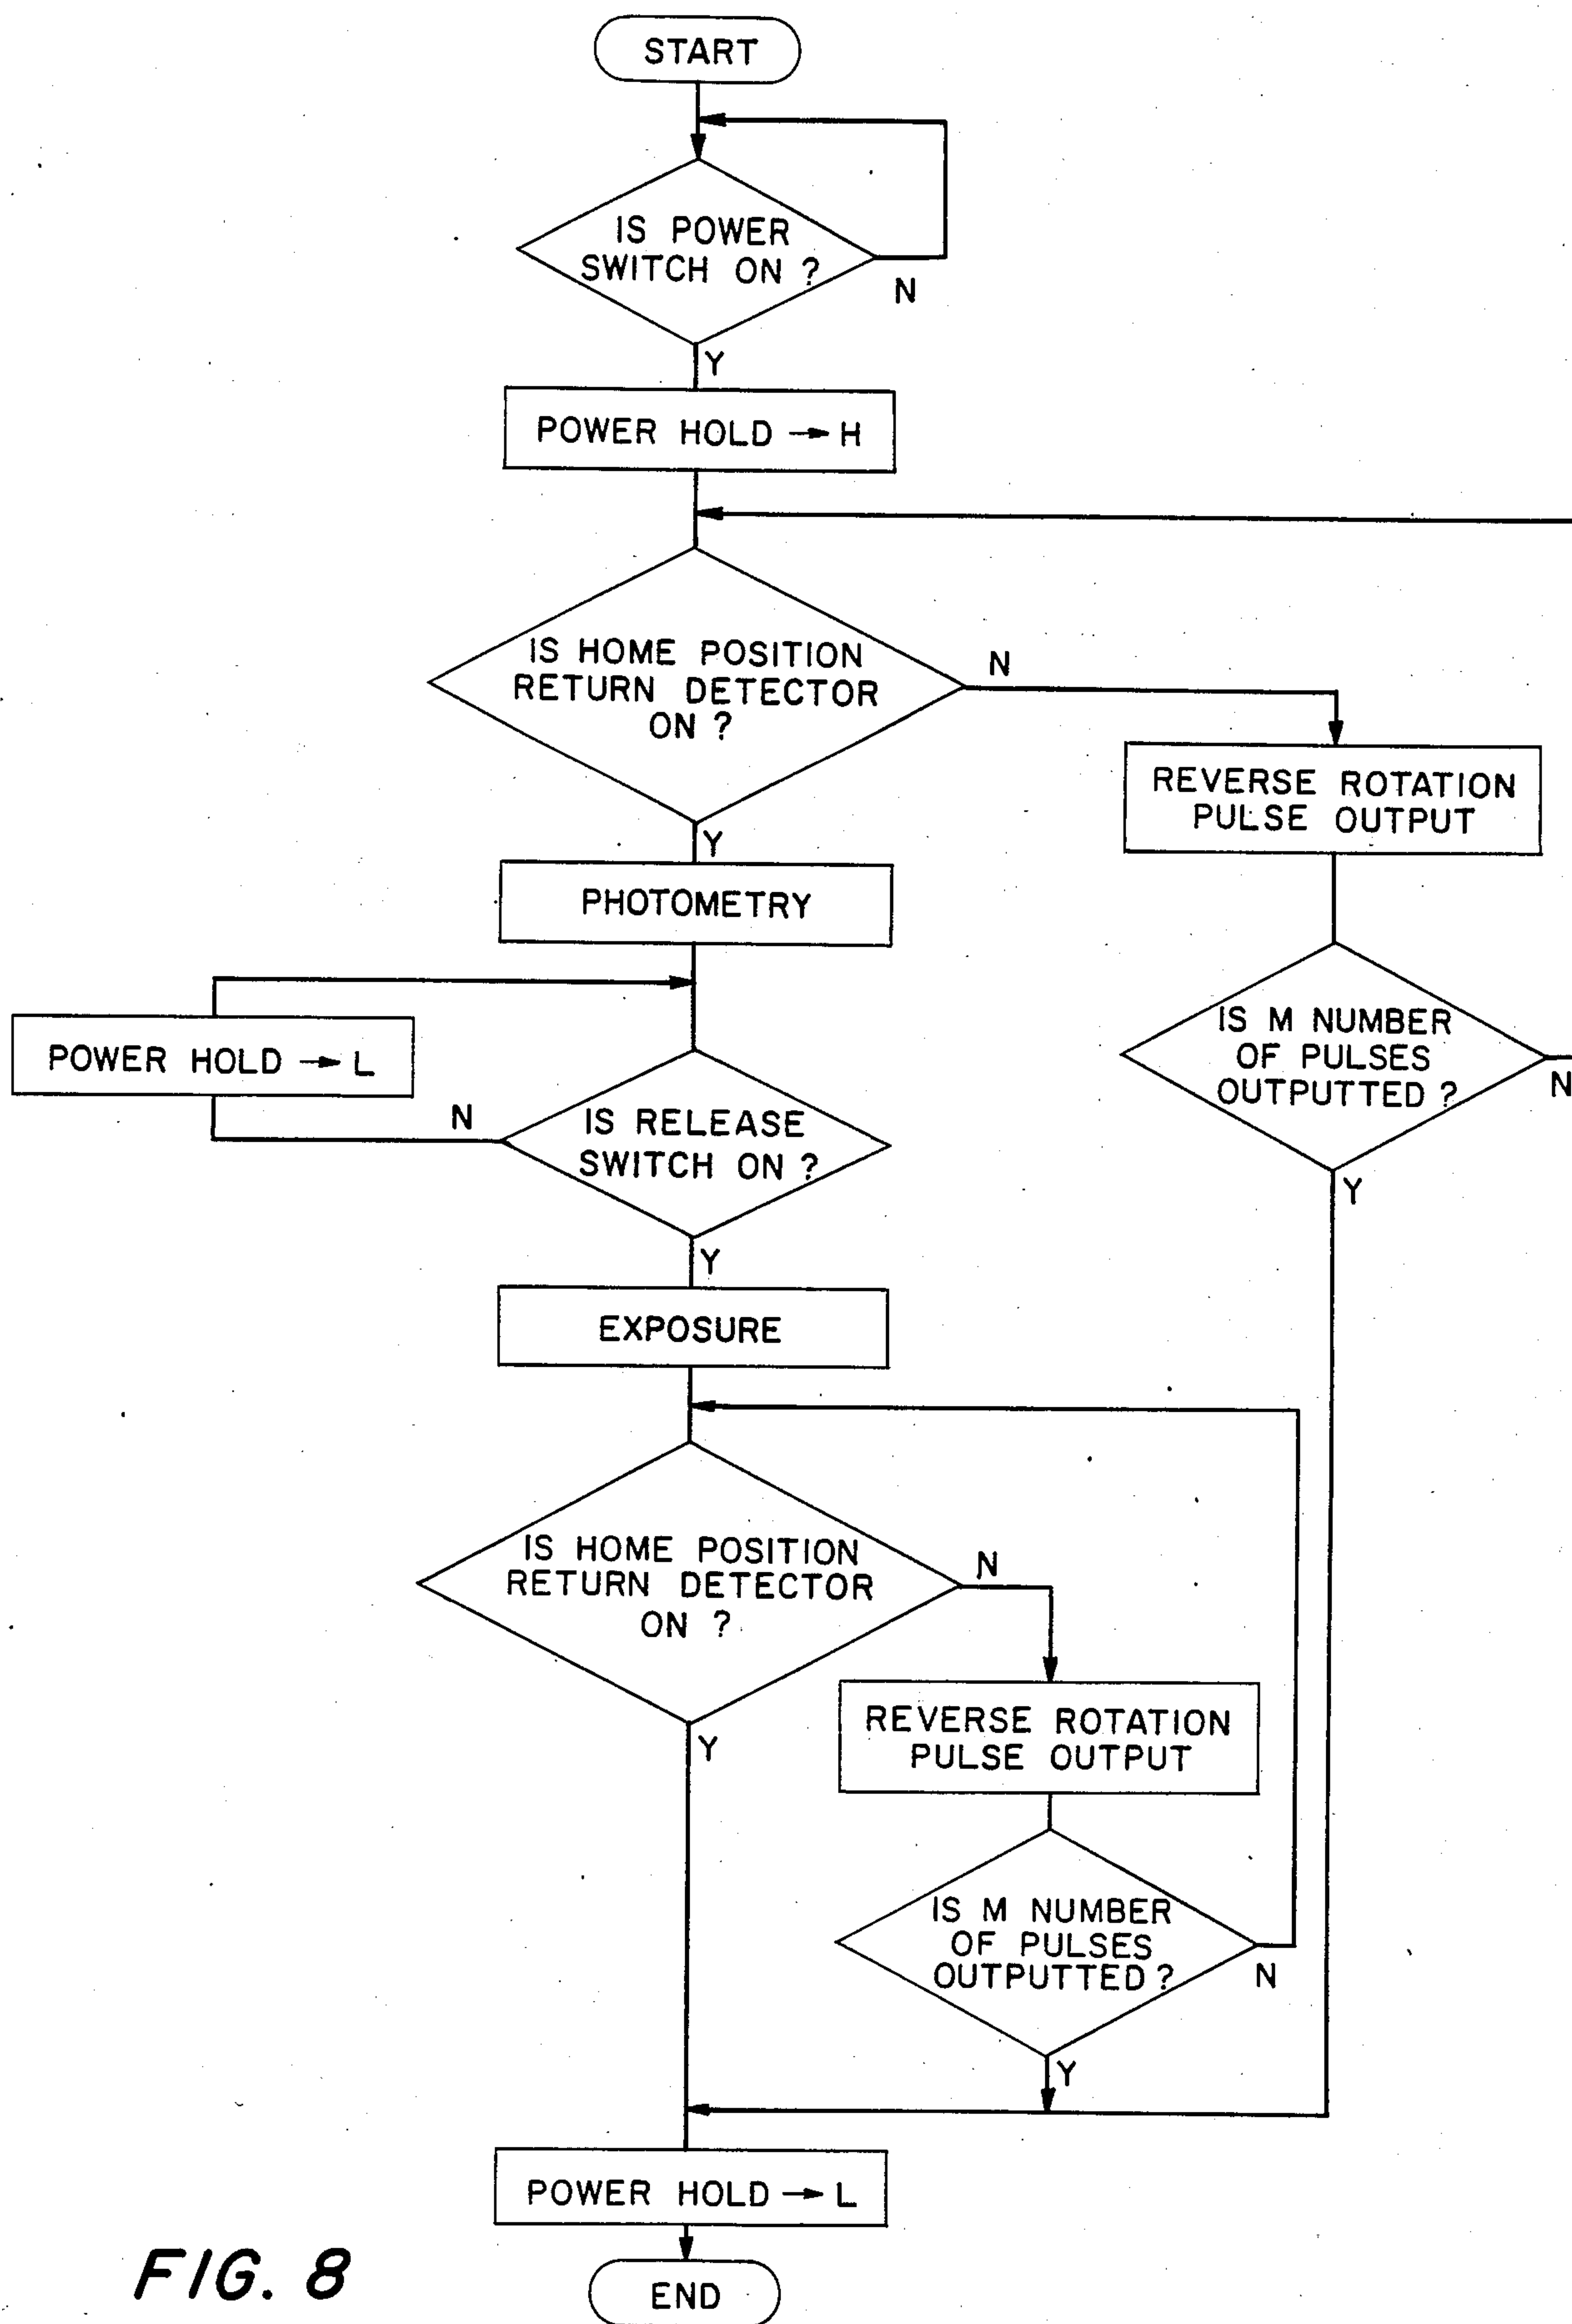 START
IS POWER
SWITCH ON ?
N
Y
POWER HOLD → H
IS HOME POSITION
RETURN DETECTOR
ON ?
N
Y
REVERSE ROTATION
PULSE OUTPUT
PHOTOMETRY
IS M NUMBER
OF PULSES
OUTPUTTED ?
N
Y
POWER HOLD → L
N
IS RELEASE
SWITCH ON ?
Y
EXPOSURE
IS HOME POSITION
RETURN DETECTOR
ON ?
N
Y
REVERSE ROTATION
PULSE OUTPUT
IS M NUMBER
OF PULSES
OUTPUTTED ?
N
Y
POWER HOLD → L
END
FIG. 8